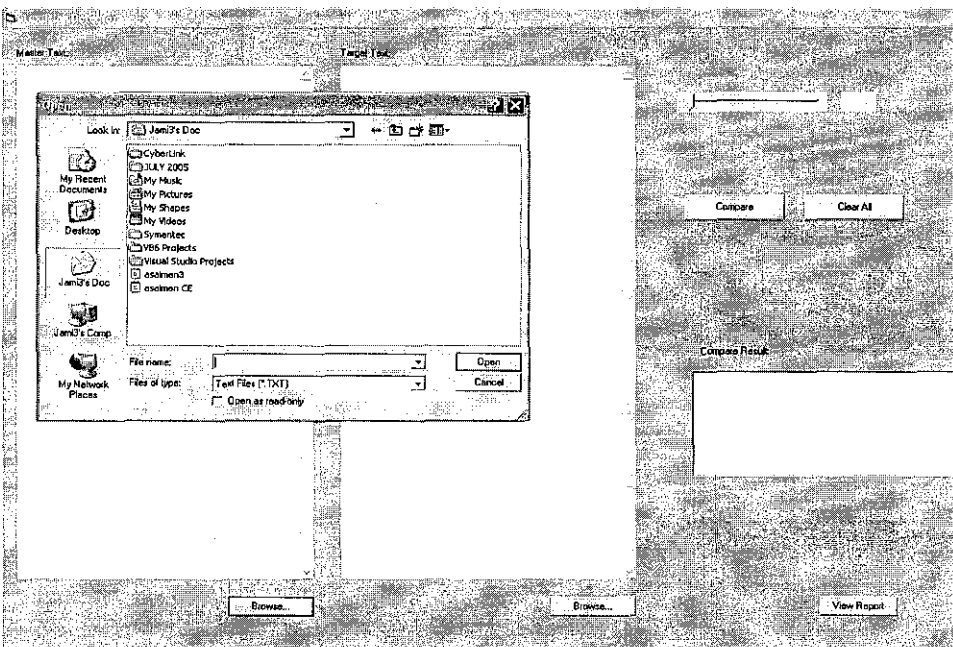 Master Text:
Target Text:
Open
Look in: Jami3's Doc
My Recent
Documents
Desktop
Jami3's Doc
Jami3's Comp
My Network
Places
CyberLink
JULY 2005
My Music
My Pictures
My Shapes
My Videos
Symantec
VB6 Projects
Visual Studio Projects
asaimen3
asaimen CE
File name:
Open
Files of type: Text Files (*.TXT)
Cancel
Open as read-only
Compare
Clear All
Compare Result
Browse...
Browse...
View Report